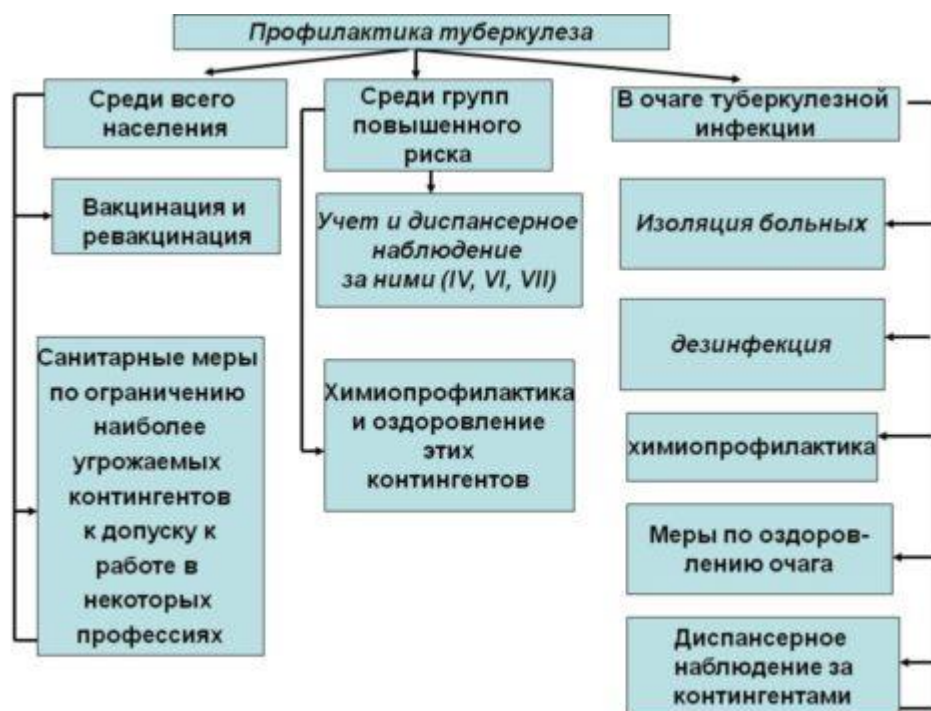 Профилактика туберкулеза
Среди всего
населения
Вакцинация и
ревакцинация
Санитарные меры
по ограничению
наиболее
угрожаемых
контингентов
к допуску к
работе в
некоторых
профессиях
Среди групп
повышенного
риска
Учет и диспансерное
наблюдение
за ними (IV, VI, VII)
Химиопрофилактика
и оздоровление
этих
контингентов
В очаге туберкулезной
инфекции
Изоляция больных
дезинфекция
химиопрофилактика
Меры по оздоров-
лению очага
Диспансерное
наблюдение за
контингентами